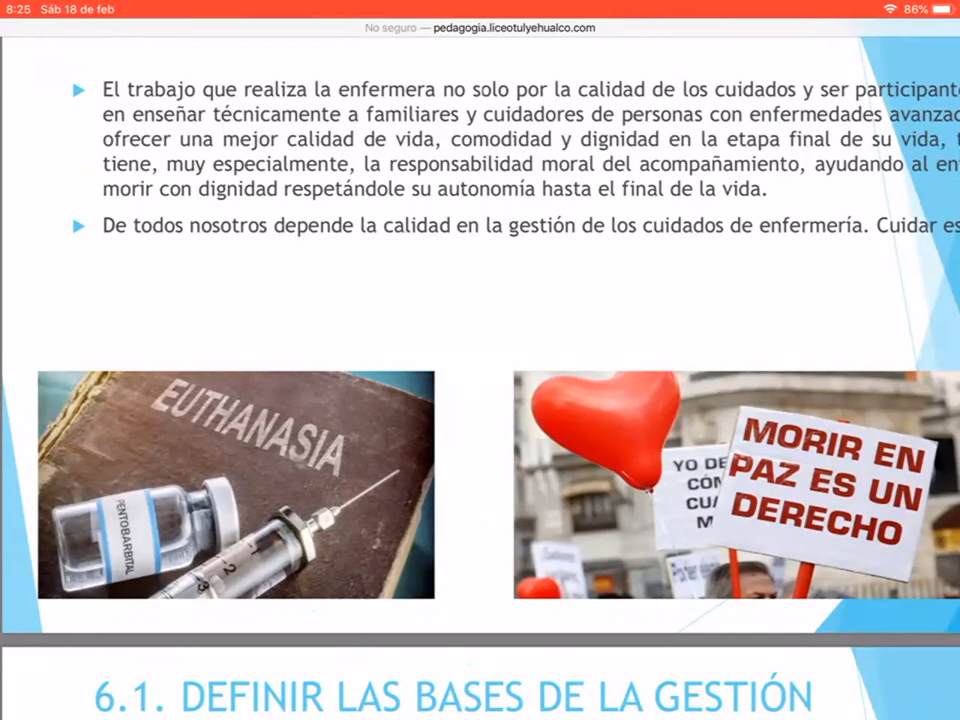 8:25 Sáb 18 de feb 86%
No seguro — pedagogia.liceotulyehualco.com
El trabajo que realiza la enfermera no solo por la calidad de los cuidados y ser
en enseñar técnicamente a familiares y cuidadores de personas con enfermedades
ofrecer una mejor calidad de vida, comodidad y dignidad en la etapa final de su vida,
tiene, muy especialmente, la responsabilidad moral del acompañamiento, ayudando al
morir con dignidad respetándole su autonomía hasta el final de la vida.
De todos nosotros depende la calidad en la gestión de los cuidados de enfermería. Cuidar
EUTHANASIA
PENTOBARBITAL
1
2
3
YO
MORIR EN
PAZ ES UN
DERECHO
6.1. DEFINIR LAS BASES DE LA GESTIÓN